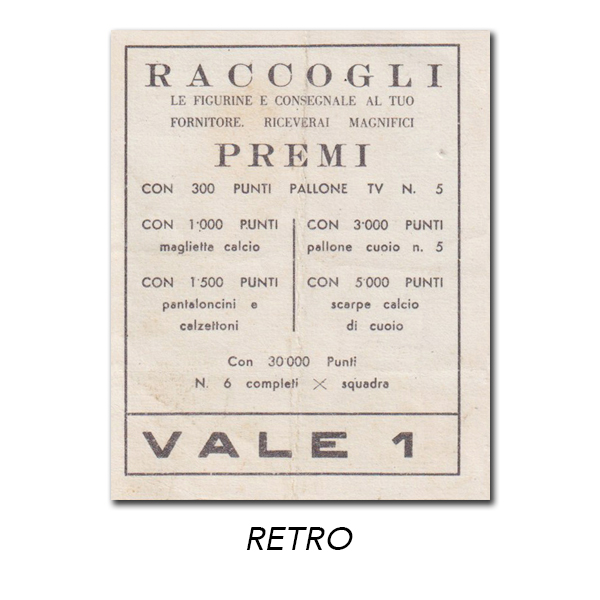 RACCOGLI
LE FIGURINE E CONSEGNALE AL TUO
FORNITORE. RICEVERAI MAGNIFICI
PREMI
CON 300 PUNTI PALLONE TV N. 5
CON 1·000 PUNTI
maglietta calcio
CON 1·500 PUNTI
pantaloncini e
calzettoni
CON 3·000 PUNTI
pallone cuoio n. 5
CON 5·000 PUNTI
scarpe calcio
di cuoio
Con 30·000 Punti
N. 6 completi × squadra
VALE 1
RETRO